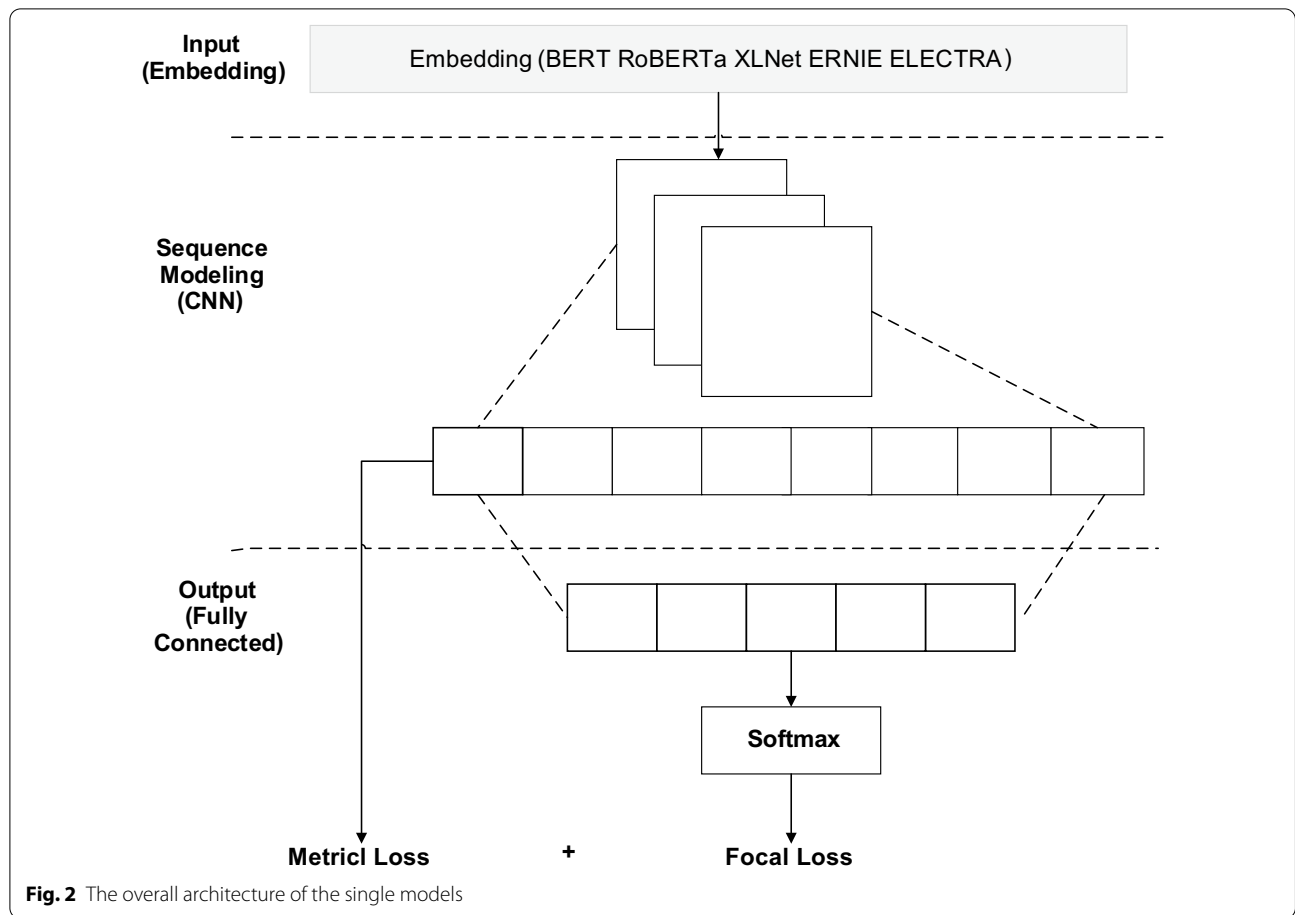 Input
(Embedding)
Embedding (BERT RoBERTa XLNet ERNIE ELECTRA)
Sequence
Modeling
(CNN)
Output
(Fully
Connected)
Softmax
Metricl Loss + Focal Loss
Fig. 2 The overall architecture of the single models